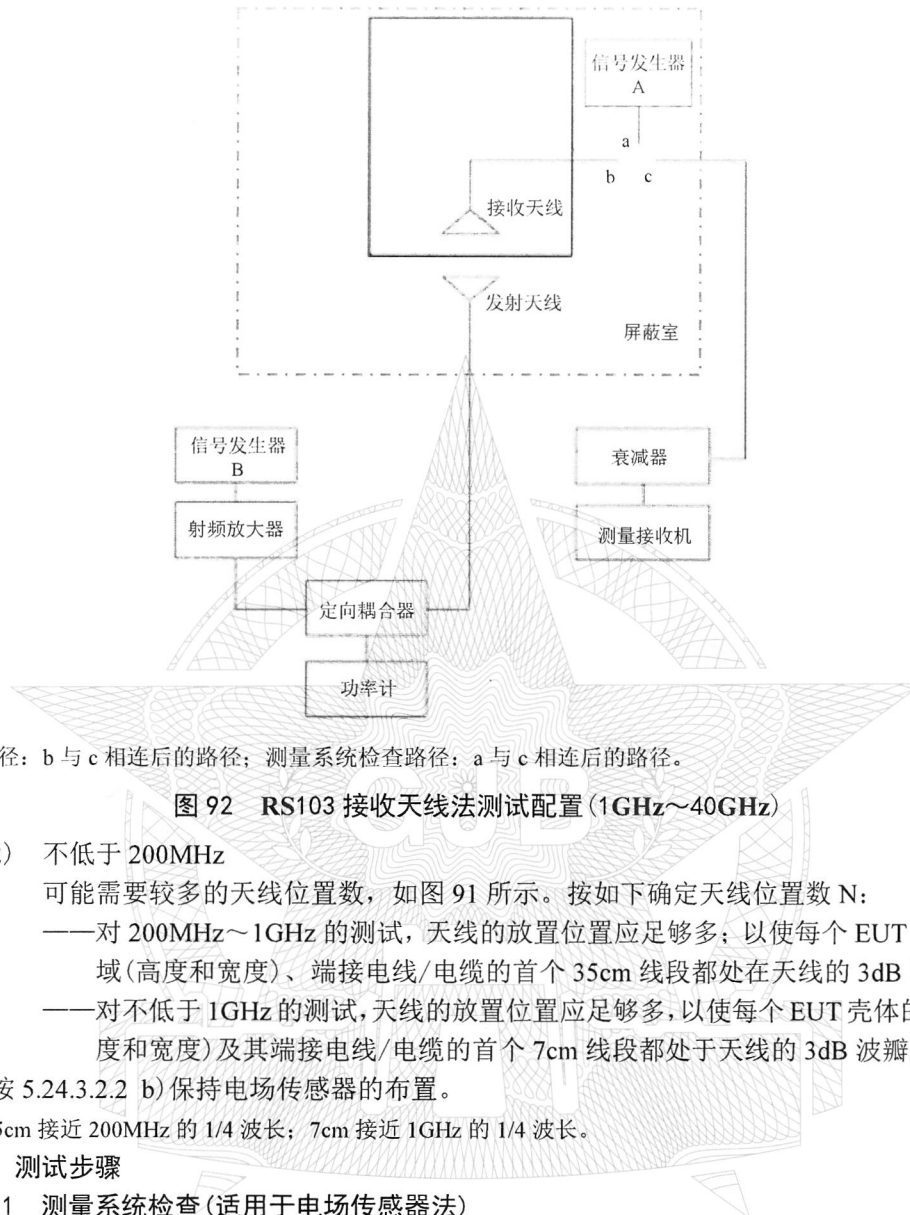 信号发生器
A
a
b c
接收天线
发射天线
屏蔽室
信号发生器
B
衰减器
射频放大器
测量接收机
定向耦合器
功率计
径：b 与 c 相连后的路径；测量系统检查路径：a 与 c 相连后的路径。
图 92 RS103 接收天线法测试配置(1GHz～40GHz)
) 不低于 200MHz
可能需要较多的天线位置数，如图 91 所示。按如下确定天线位置数 N：
——对 200MHz～1GHz 的测试，天线的放置位置应足够多；以使每个 EUT
域(高度和宽度)、端接电线/电缆的首个 35cm 线段都处在天线的 3dB
——对不低于 1GHz 的测试，天线的放置位置应足够多，以使每个 EUT 壳体的
度和宽度)及其端接电线/电缆的首个 7cm 线段都处于天线的 3dB 波瓣
按 5.24.3.2.2 b)保持电场传感器的布置。
5cm 接近 200MHz 的 1/4 波长；7cm 接近 1GHz 的 1/4 波长。
测试步骤
1 测量系统检查(适用于电场传感器法)
GJB